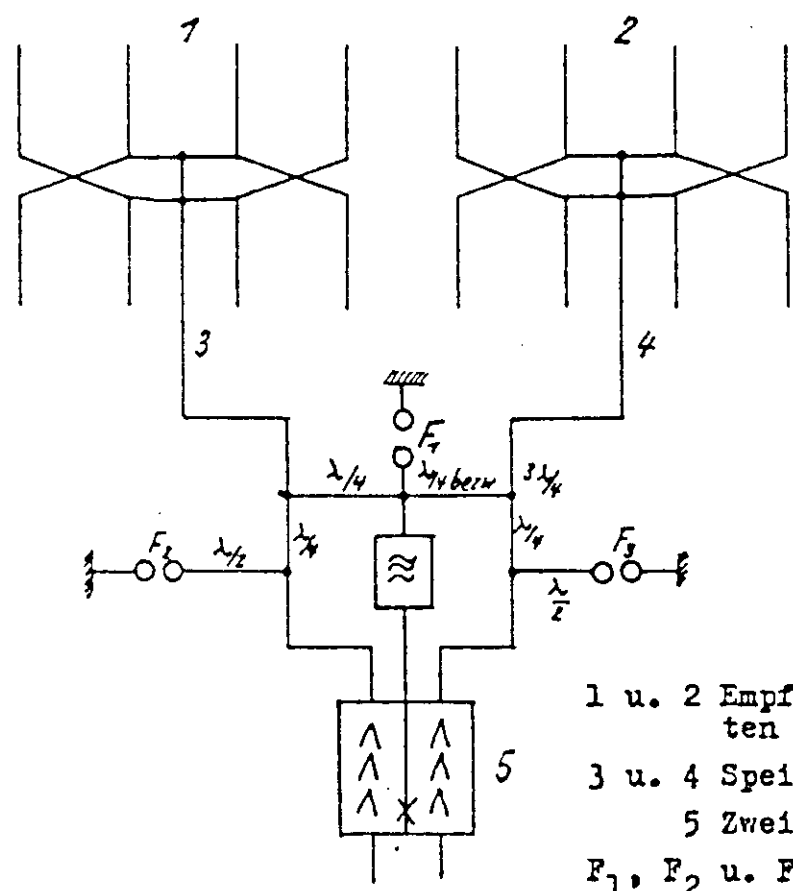 1
2
3
4
F₁
λ/4
λ/4 bezw
3λ/4
λ/4
λ/4
F₂
λ/2
F₃
λ/2
5
1 u. 2 Empf
ten
3 u. 4 Spei
5 Zwei
F₁, F₂ u. F